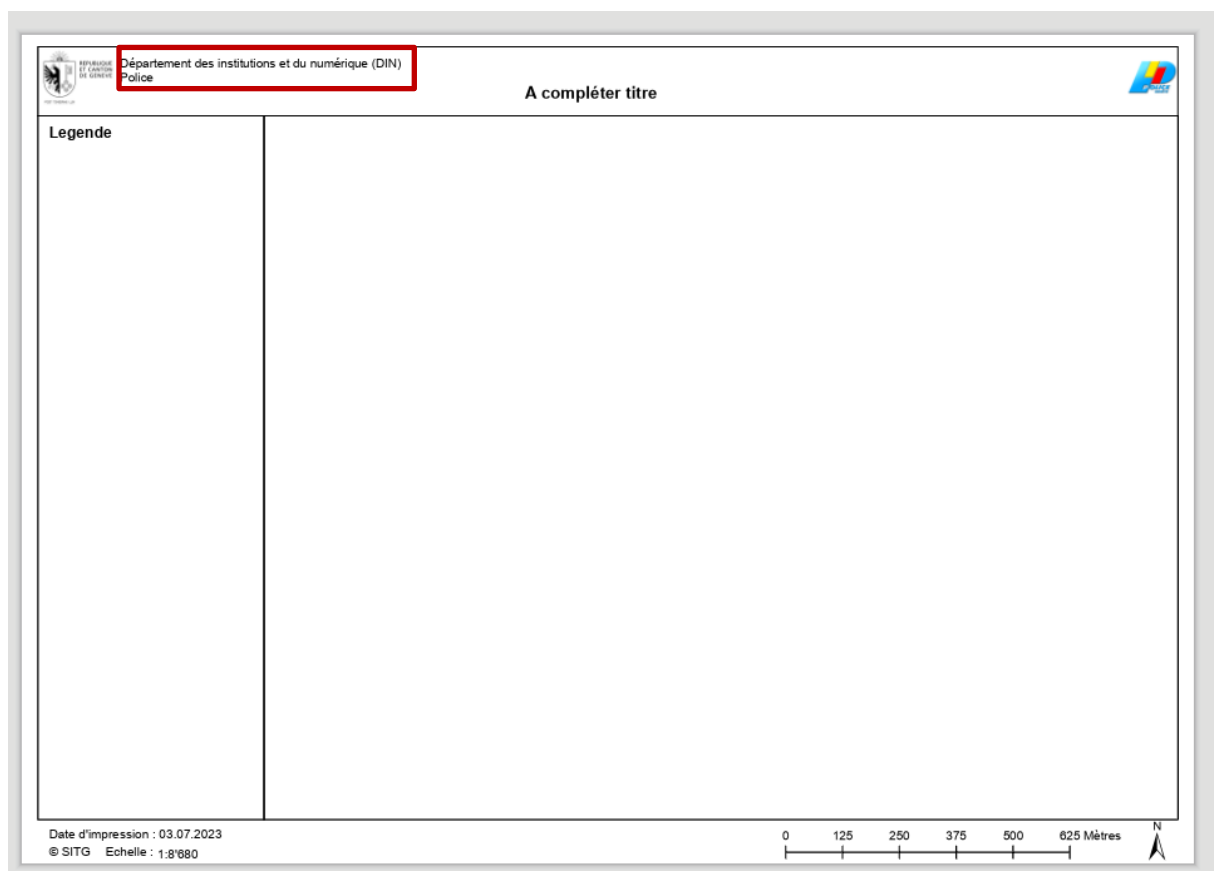 REPUBLIQUE
ET CANTON
DE GENEVE
Département des institutions et du numérique (DIN)
Police
A compléter titre
POLICE
Legende
Date d'impression : 03.07.2023
© SITG Echelle : 1:8'680
0 125 250 375 500 625 Mètres
N